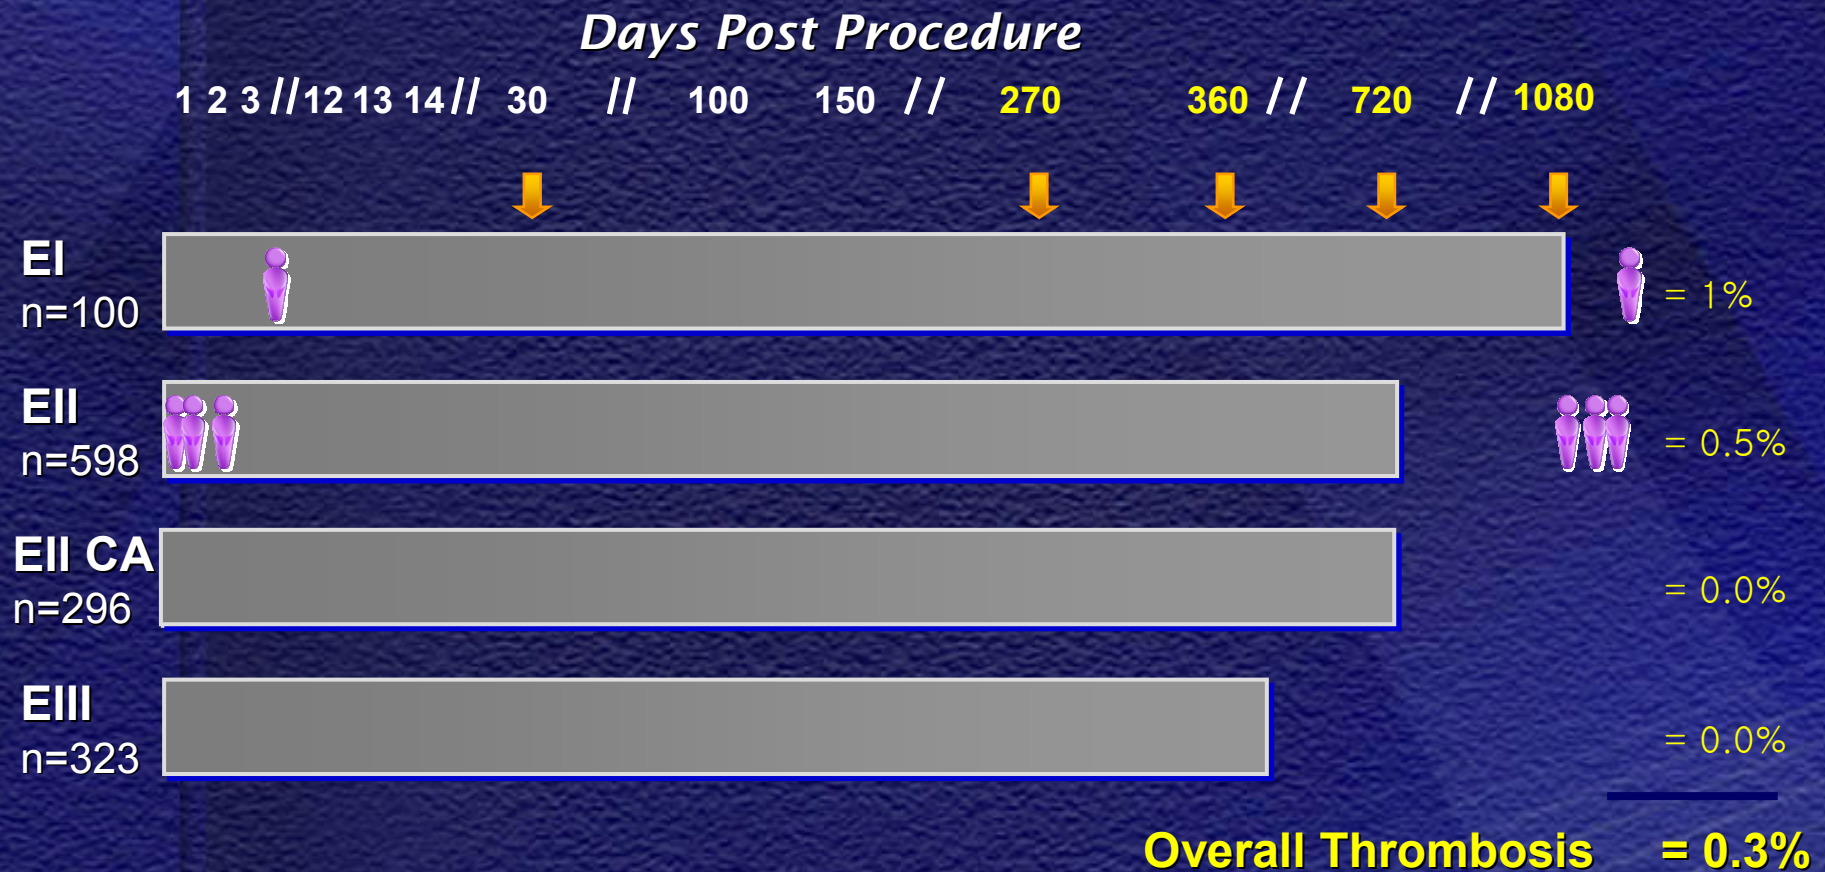 Days Post Procedure
1 2 3 // 12 13 14 // 30 // 100 150 // 270 360 // 720 // 1080
EI
n=100
= 1%
EII
n=598
= 0.5%
EII CA
n=296
= 0.0%
EIII
n=323
= 0.0%
Overall Thrombosis = 0.3%